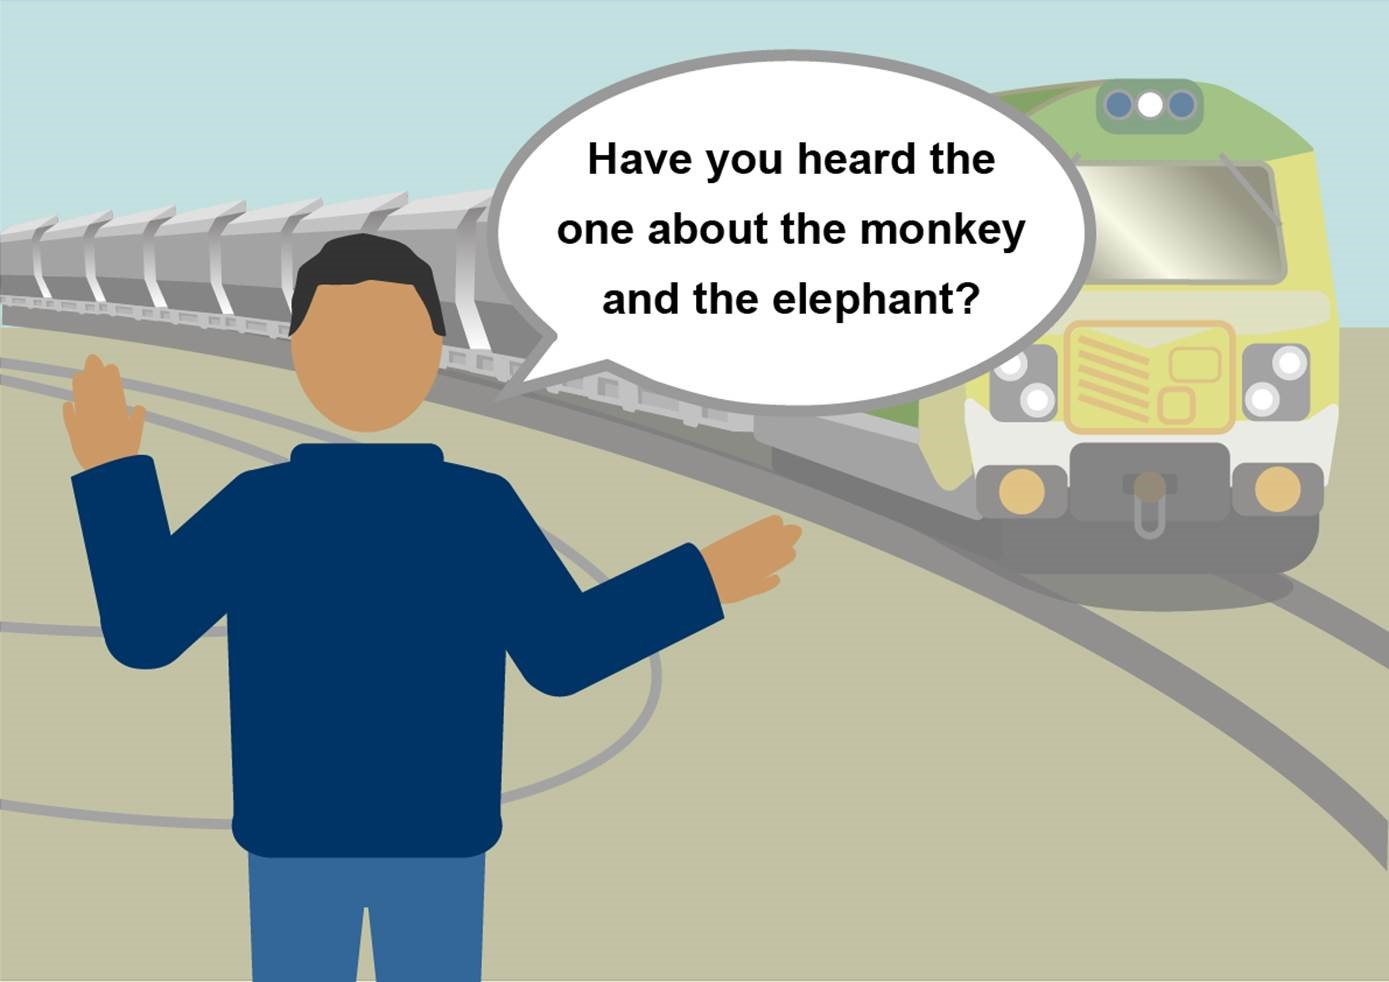 Have you heard the
one about the monkey
and the elephant?